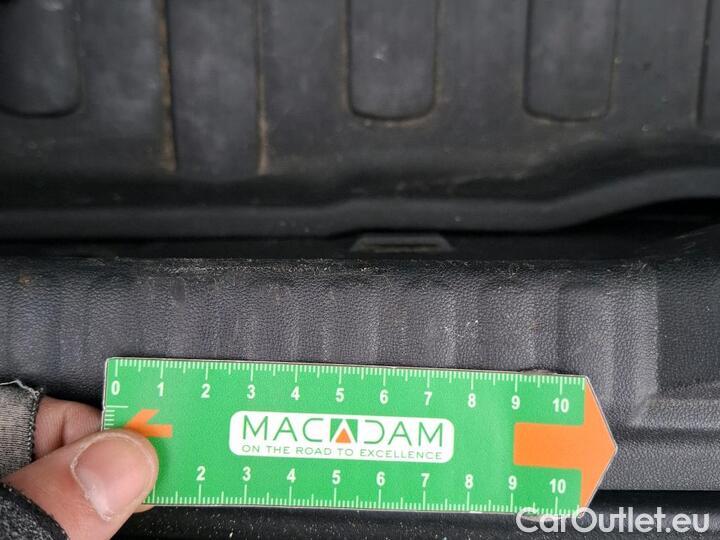 0 1 2 3 4 5 6 7 8 9 10
MACADAM
ON THE ROAD TO EXCELLENCE
2 3 4 5 6 7 8 9 10
CarOutlet.eu